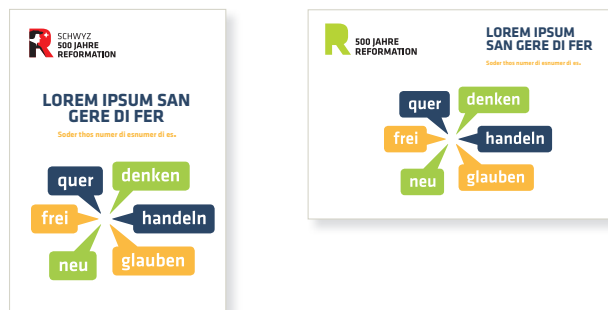 SCHWYZ
500 JAHRE
REFORMATION
LOREM IPSUM SAN
GERE DI FER
Soder thos numer di esnumer di es.
quer
denken
frei
handeln
neu
glauben
R
500 JAHRE
REFORMATION
LOREM IPSUM
SAN GERE DI FER
Soder thos numer di esnumer di es.
quer
denken
frei
handeln
neu
glauben